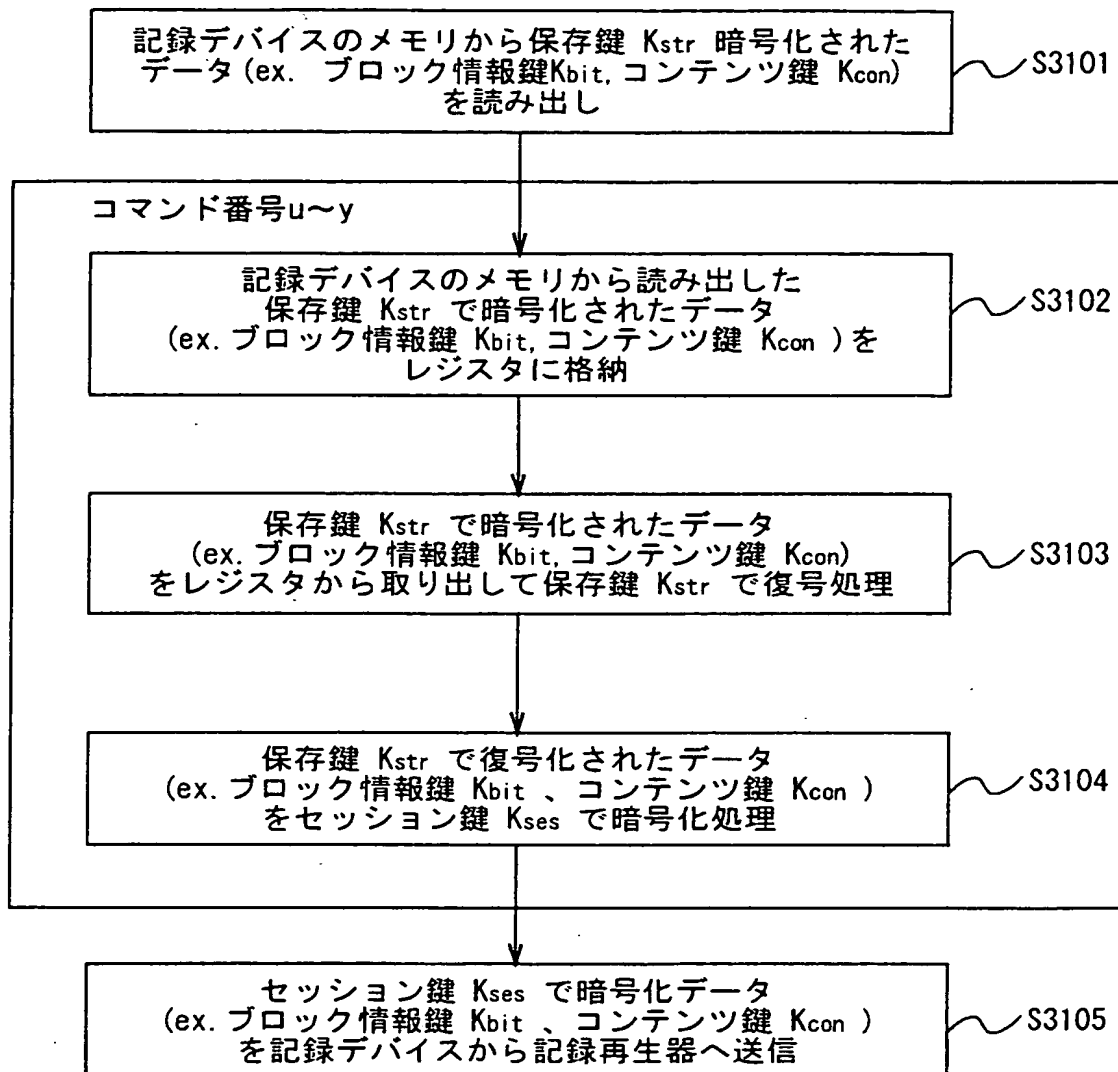 記録デバイスのメモリから保存鍵 Kstr 暗号化された
データ(ex. ブロック情報鍵Kbit,コンテンツ鍵 Kcon)
を読み出し
S3101
コマンド番号u～y
記録デバイスのメモリから読み出した
保存鍵 Kstr で暗号化されたデータ
(ex.ブロック情報鍵 Kbit,コンテンツ鍵 Kcon )を
レジスタに格納
S3102
保存鍵 Kstr で暗号化されたデータ
(ex.ブロック情報鍵 Kbit,コンテンツ鍵 Kcon)
をレジスタから取り出して保存鍵 Kstr で復号処理
S3103
保存鍵 Kstr で復号化されたデータ
(ex.ブロック情報鍵 Kbit 、コンテンツ鍵 Kcon )
をセッション鍵 Kses で暗号化処理
S3104
セッション鍵 Kses で暗号化データ
(ex.ブロック情報鍵 Kbit 、コンテンツ鍵 Kcon )
を記録デバイスから記録再生器へ送信
S3105